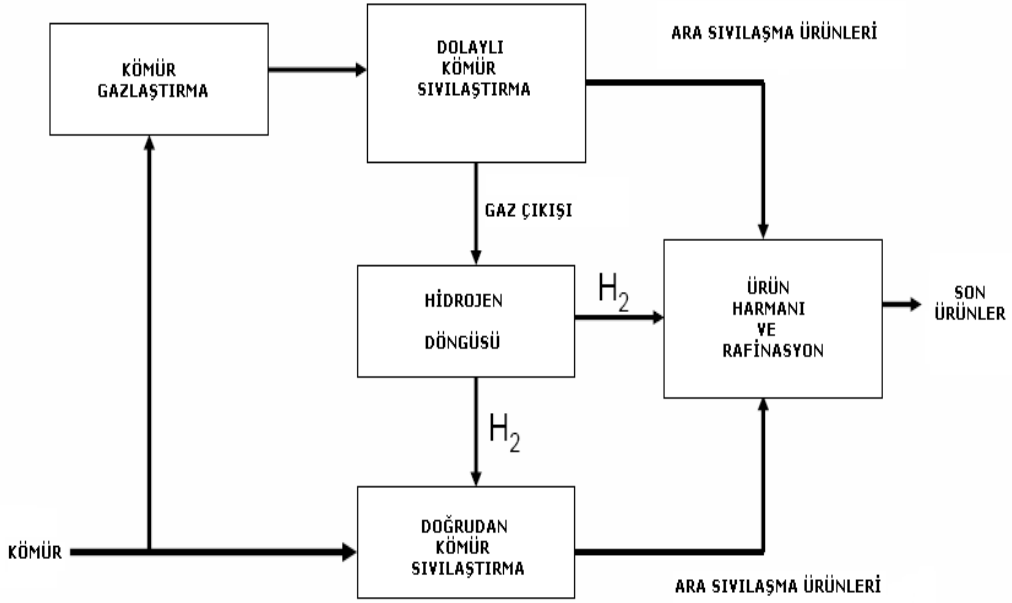 KÖMÜR
GAZLAŞTIRMA
DOLAYLI
KÖMÜR
SIVILAŞTIRMA
ARA SIVILAŞMA ÜRÜNLERİ
GAZ ÇIKIŞI
HİDROJEN
DÖNGÜSÜ
H₂
ÜRÜN
HARMANI
VE
RAFİNASYON
SON
ÜRÜNLER
H₂
KÖMÜR
DOĞRUDAN
KÖMÜR
SIVILAŞTIRMA
ARA SIVILAŞMA ÜRÜNLERİ